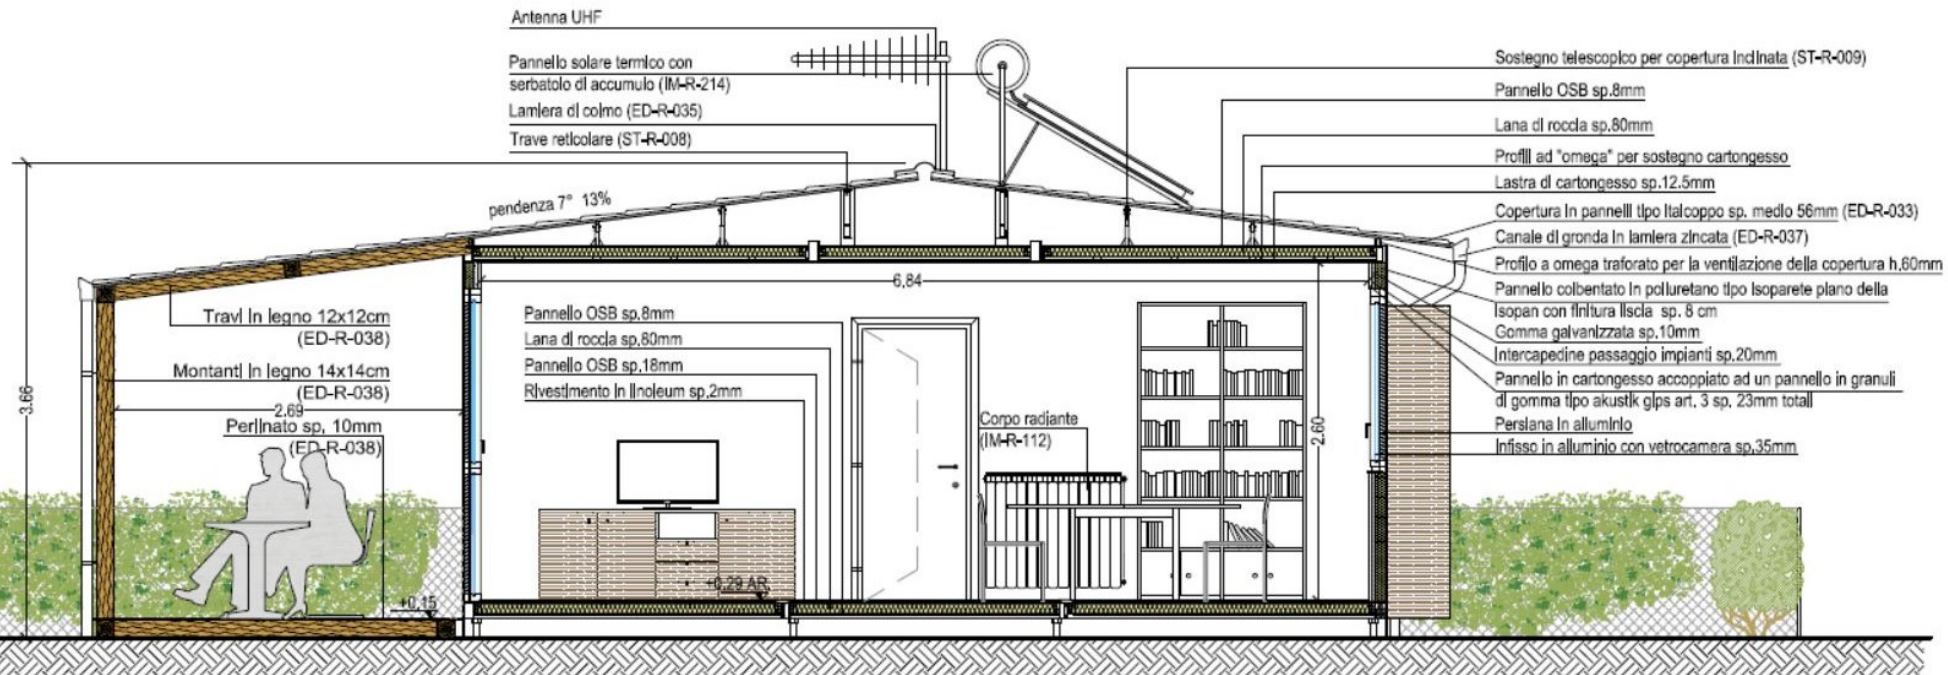 Antenna UHF
Pannello solare termico con
serbatoio di accumulo (IM-R-214)
Lamiera di colmo (ED-R-035)
Trave reticolare (ST-R-008)
pendenza 7° 13%
Sostegno telescopico per copertura inclinata (ST-R-009)
Pannello OSB sp.8mm
Lana di roccia sp.80mm
Profili ad "omega" per sostegno cartongesso
Lastra di cartongesso sp.12.5mm
Copertura in pannelli tipo Italcoppo sp. medio 56mm (ED-R-033)
Canale di gronda in lamiera zincata (ED-R-037)
Profilo a omega traforato per la ventilazione della copertura h.60mm
Pannello coibentato in poliuretano tipo Isoparete plano della
Isopan con finitura liscia sp. 8 cm
Gomma galvanizzata sp.10mm
Intercapedine passaggio impianti sp.20mm
Pannello in cartongesso accoppiato ad un pannello in granuli
di gomma tipo akustik gips art. 3 sp. 23mm totali
Persiana in alluminio
Infisso in alluminio con vetrocamera sp.35mm
6.84
Travi in legno 12x12cm
(ED-R-038)
Montanti in legno 14x14cm
(ED-R-038)
2.69
Perlinato sp. 10mm
(ED-R-038)
3.66
Pannello OSB sp.8mm
Lana di roccia sp.80mm
Pannello OSB sp.18mm
Rivestimento in linoleum sp.2mm
Corpo radiante
(IM-R-112)
2.60
+0.29 AR.
+0.15